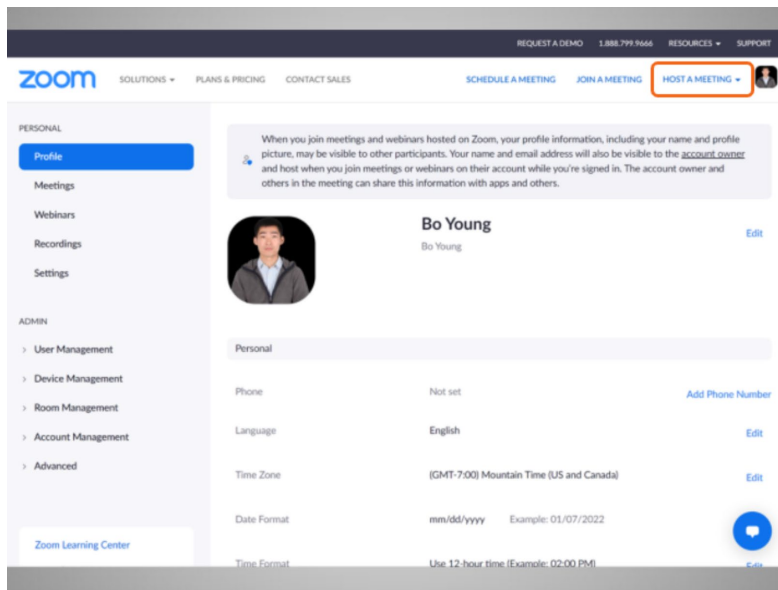 REQUEST A DEMO 1.888.799.9666 RESOURCES SUPPORT
zoom SOLUTIONS PLANS & PRICING CONTACT SALES SCHEDULE A MEETING JOIN A MEETING HOST A MEETING
PERSONAL
Profile
Meetings
Webinars
Recordings
Settings
ADMIN
User Management
Device Management
Room Management
Account Management
Advanced
Zoom Learning Center
When you join meetings and webinars hosted on Zoom, your profile information, including your name and profile
picture, may be visible to other participants. Your name and email address will also be visible to the account owner
and host when you join meetings or webinars on their account while you're signed in. The account owner and
others in the meeting can share this information with apps and others.
Bo Young
Edit
Bo Young
Personal
Phone Not set Add Phone Number
Language English Edit
Time Zone (GMT-7:00) Mountain Time (US and Canada) Edit
Date Format mm/dd/yyyy Example: 01/07/2022
Time Format Use 12-hour time (Example: 02:00 PM) Edit